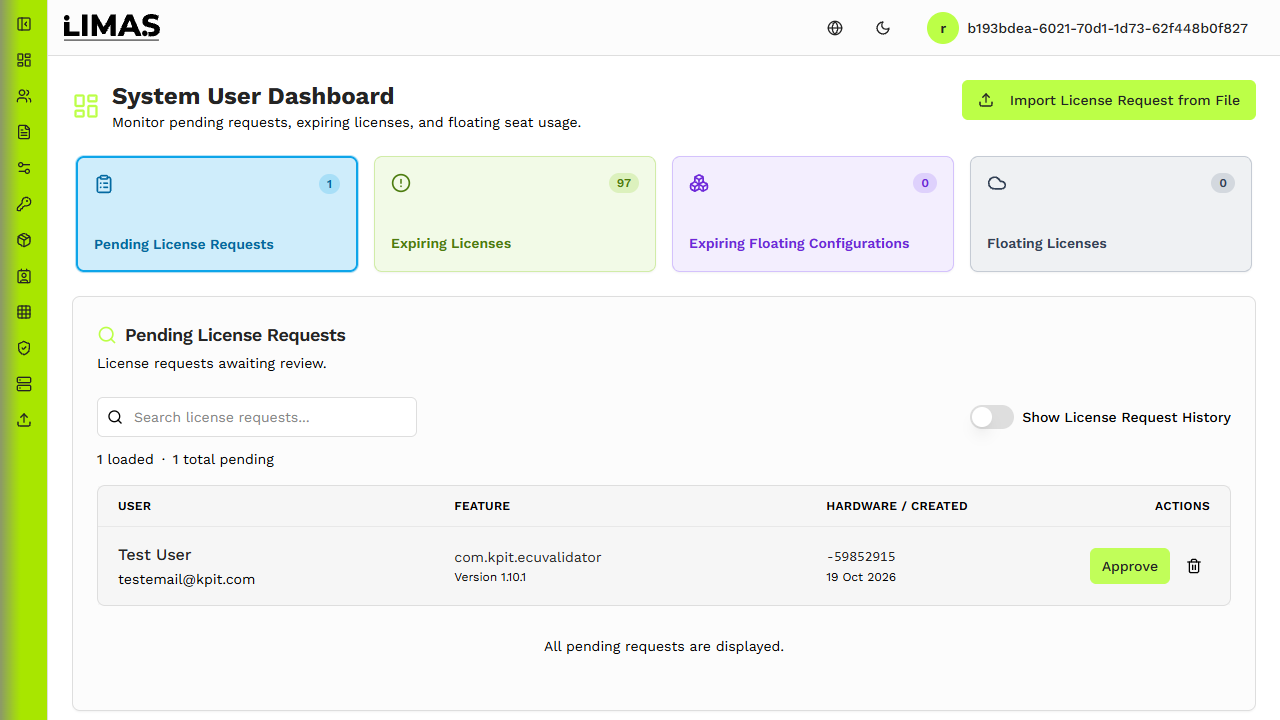 LIMAS
r
b193bdea-6021-70d1-1d73-62f448b0f827
System User Dashboard
Monitor pending requests, expiring licenses, and floating seat usage.
Import License Request from File
1
Pending License Requests
97
Expiring Licenses
0
Expiring Floating Configurations
0
Floating Licenses
Pending License Requests
License requests awaiting review.
Search license requests...
Show License Request History
1 loaded · 1 total pending
USER FEATURE HARDWARE / CREATED ACTIONS
Test User com.kpit.ecuvalidator -59852915 Approve
testemail@kpit.com Version 1.10.1 19 Oct 2026
All pending requests are displayed.